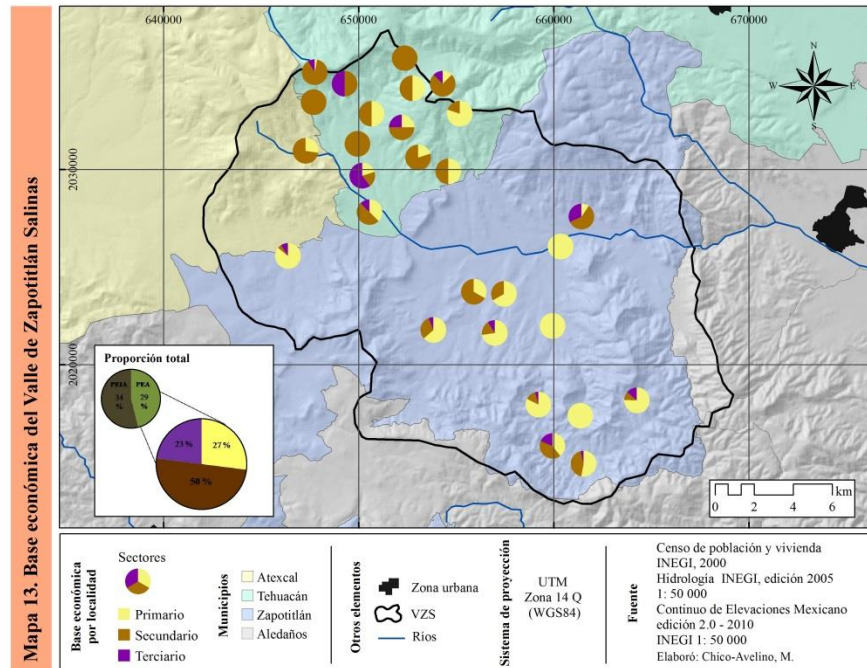 Mapa 13. Base económica del Valle de Zapotitlán Salinas
640000
650000
660000
670000
2030000
2020000
N
W
E
S
Proporción total
PEIA
34
%
PEA
29
%
23 %
27 %
50 %
0
2
4
6
km
Base económica
por localidad
Sectores
Primario
Secundario
Terciario
Municipios
Atexcal
Tehuacán
Zapotitlán
Aledaños
Otros elementos
Zona urbana
VZS
Ríos
Sistema de proyección
UTM
Zona 14 Q
(WGS84)
Fuente
Censo de población y vivienda
INEGI, 2000
Hidrología INEGI, edición 2005
1: 50 000
Continuo de Elevaciones Mexicano
edición 2.0 - 2010
INEGI 1: 50 000
Elaboró: Chico-Avelino, M.